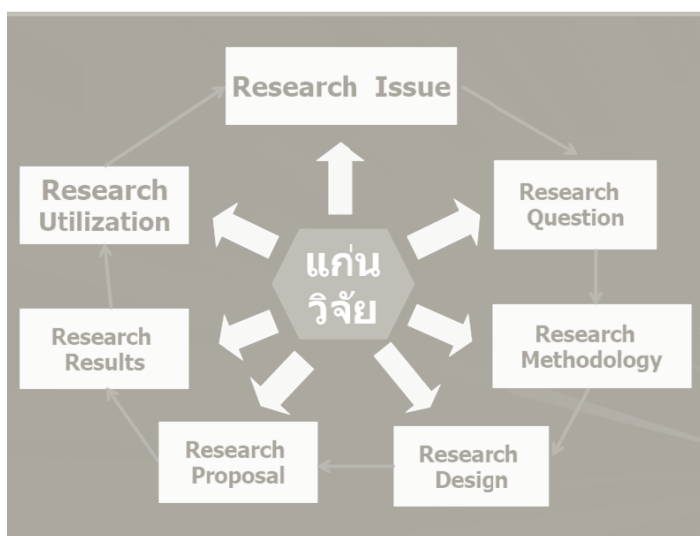 Research Issue
Research
Question
Research
Methodology
Research
Design
Research
Proposal
Research
Results
Research
Utilization
แก่น
วิจัย